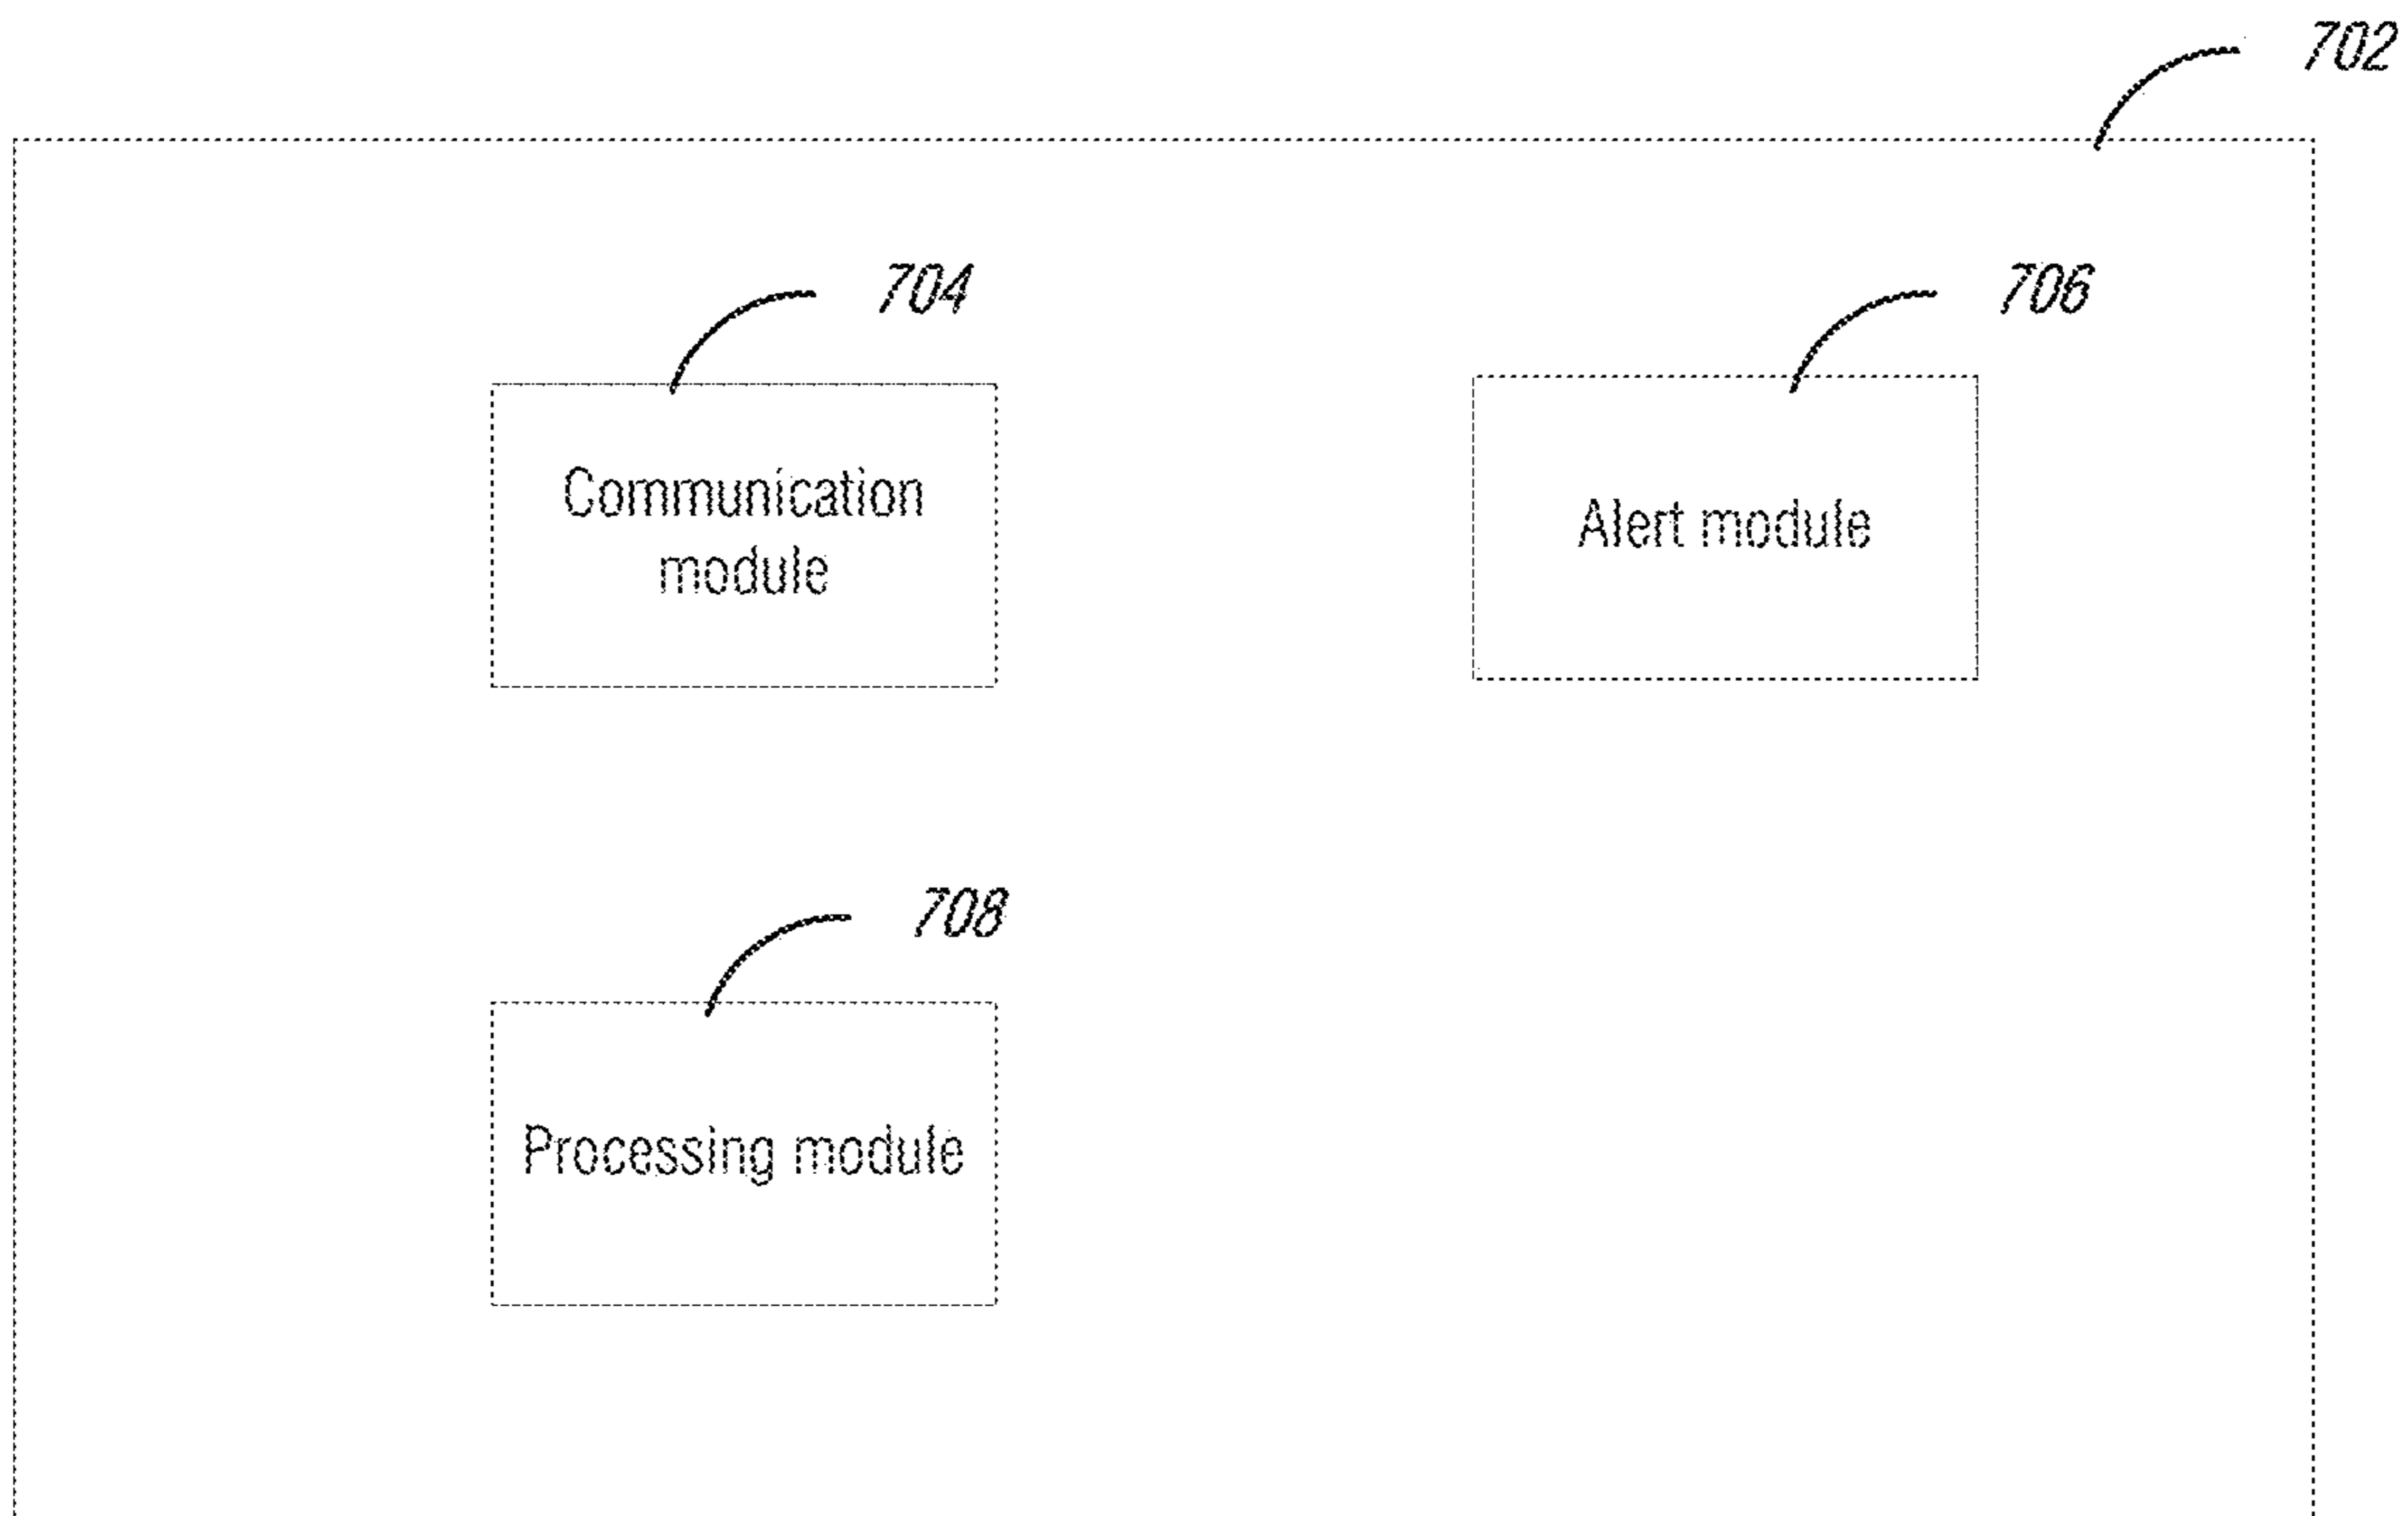 702
704
706
Communication
module
Alert module
708
Processing module